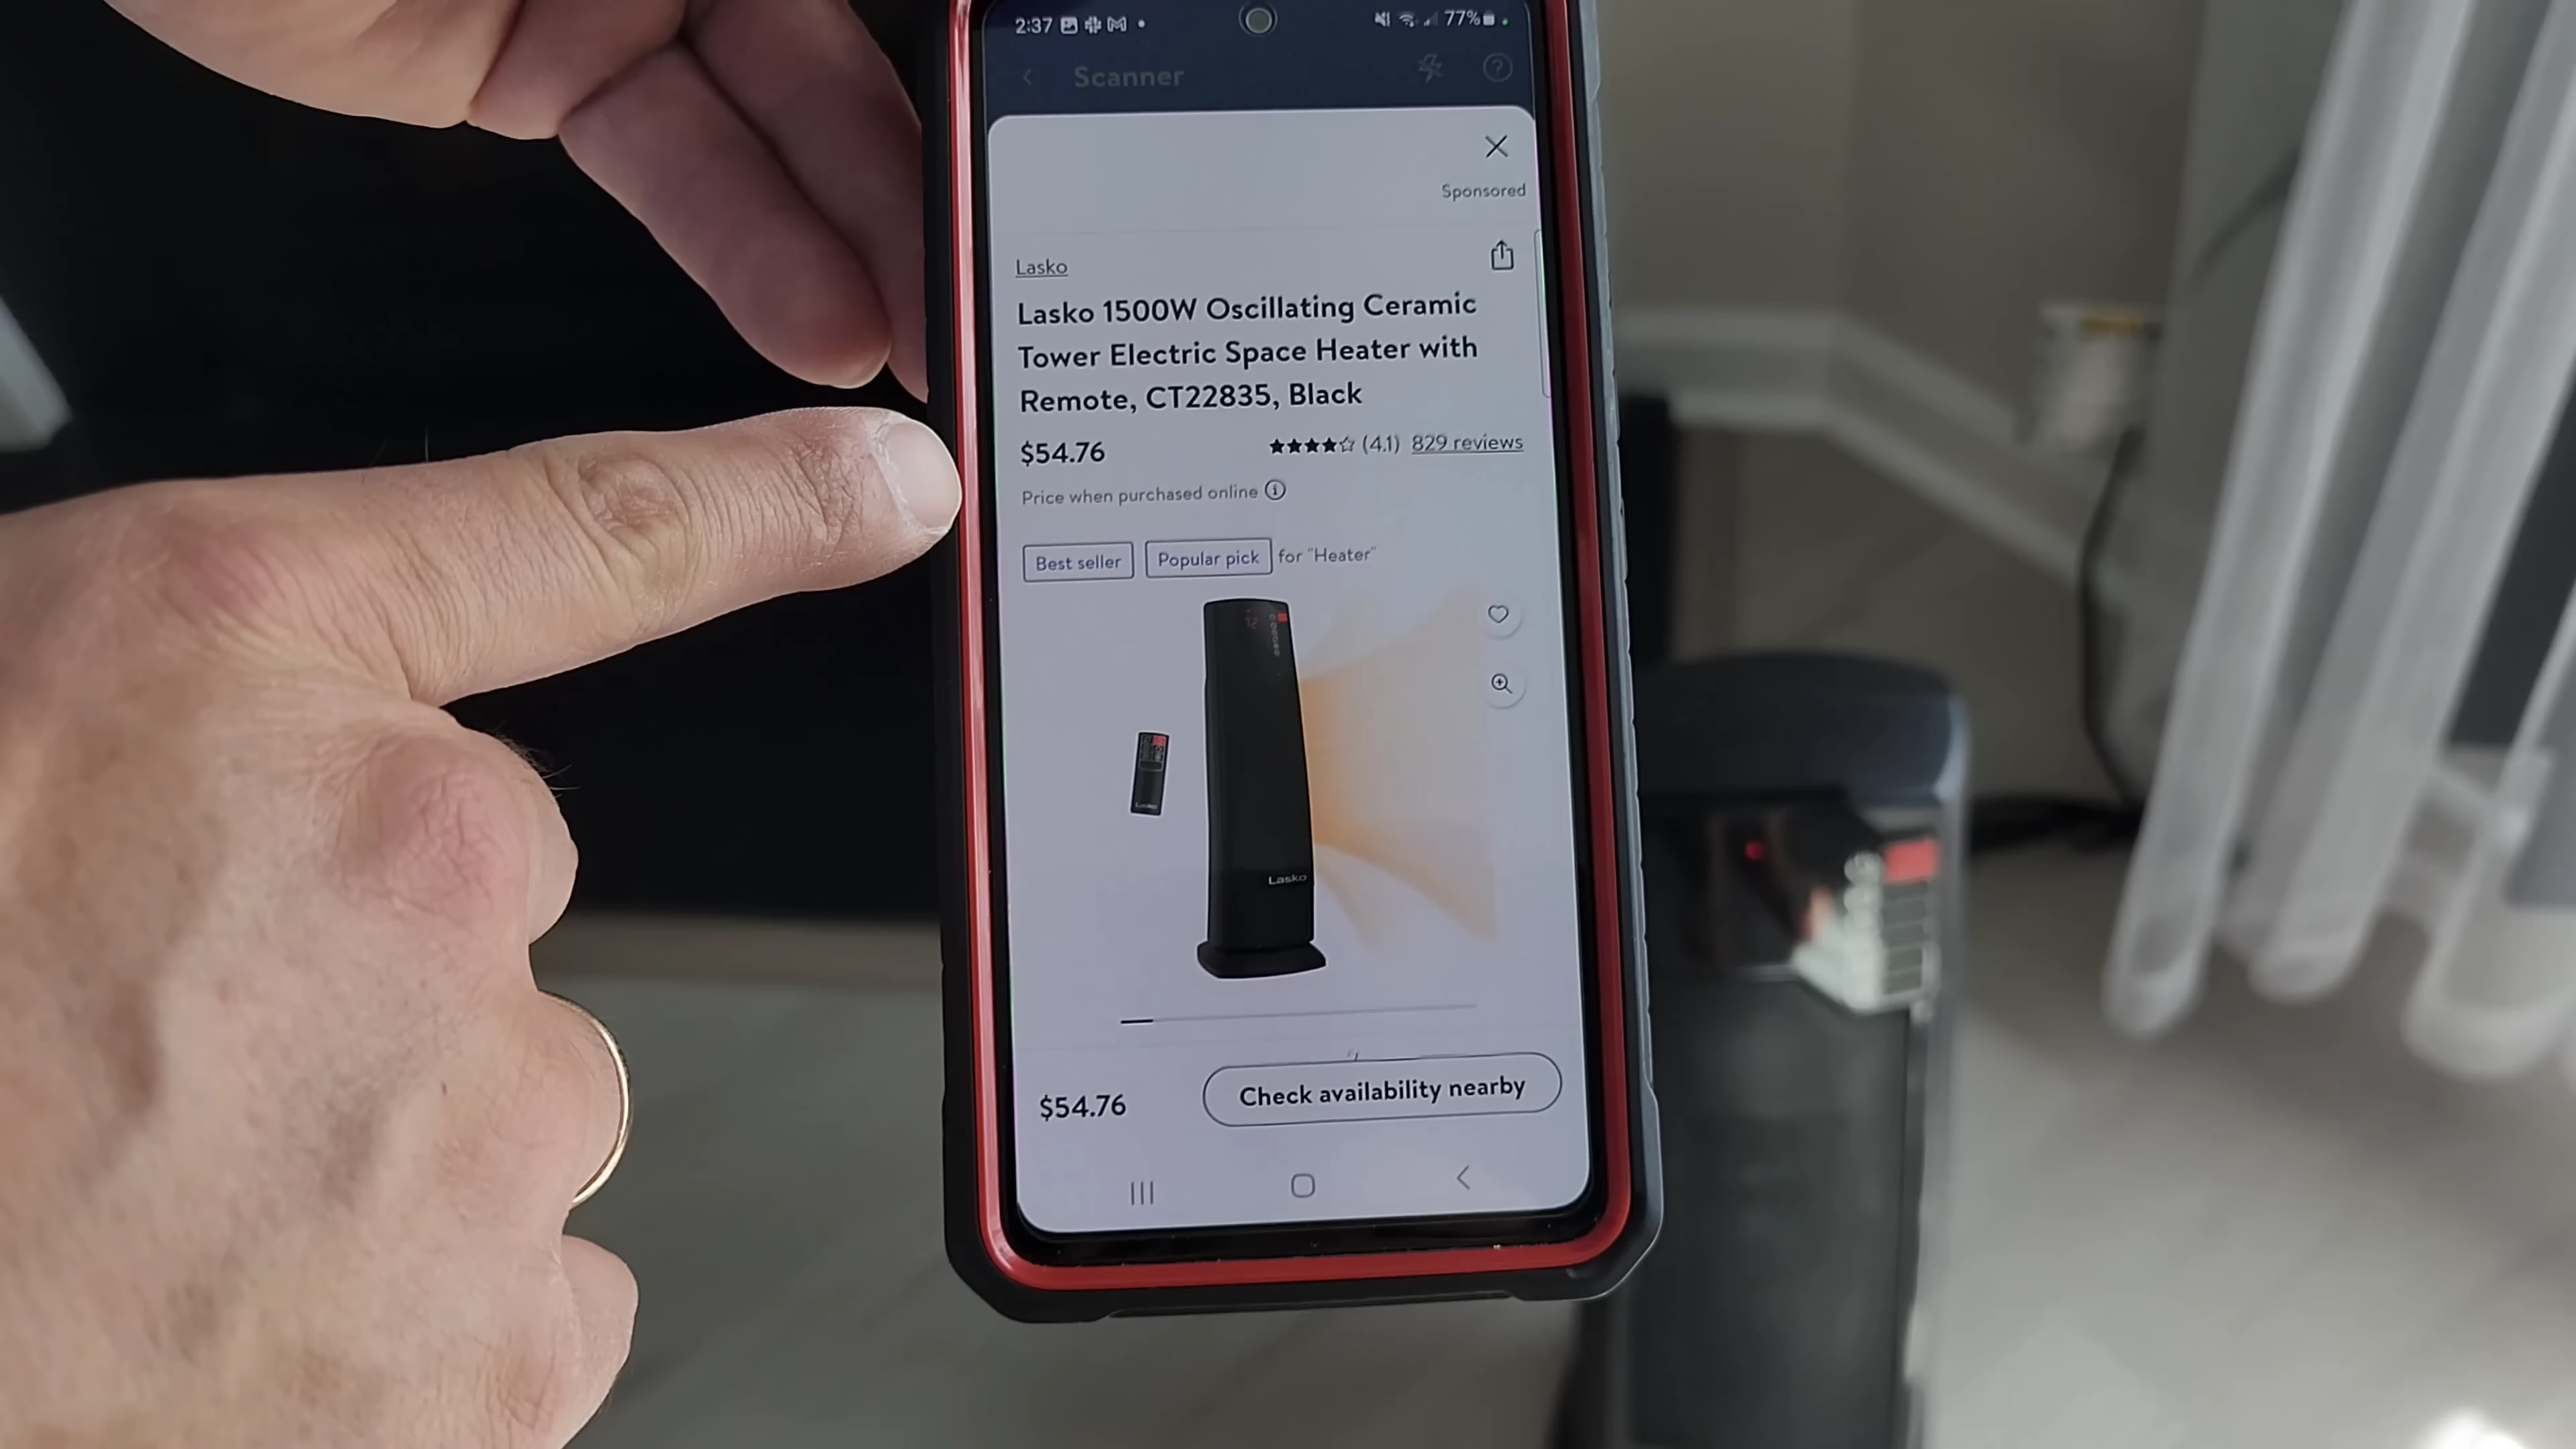 2:37
77%
Scanner
Sponsored
Lasko
Lasko 1500W Oscillating Ceramic
Tower Electric Space Heater with
Remote, CT22835, Black
$54.76
(4.1) 829 reviews
Price when purchased online
Best seller
Popular pick
for "Heater"
72
Lasko
Lasko
$54.76
Check availability nearby